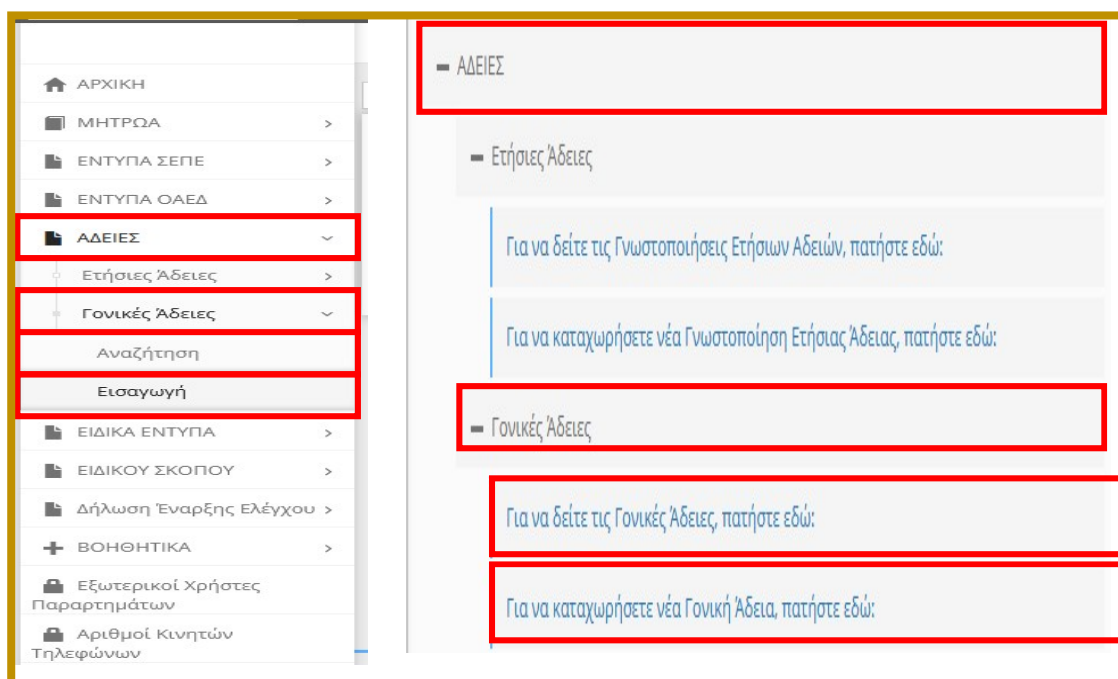 ΑΡΧΙΚΗ
ΜΗΤΡΩΑ
ΕΝΤΥΠΑ ΣΕΠΕ
ΕΝΤΥΠΑ ΟΑΕΔ
ΑΔΕΙΕΣ
Ετήσιες Άδειες
Γονικές Άδειες
Αναζήτηση
Εισαγωγή
ΕΙΔΙΚΑ ΕΝΤΥΠΑ
ΕΙΔΙΚΟΥ ΣΚΟΠΟΥ
Δήλωση Έναρξης Ελέγχου
ΒΟΗΘΗΤΙΚΑ
Εξωτερικοί Χρήστες
Παραρτημάτων
Αριθμοί Κινητών
Τηλεφώνων
ΑΔΕΙΕΣ
Ετήσιες Άδειες
Για να δείτε τις Γνωστοποιήσεις Ετήσιων Αδειών, πατήστε εδώ:
Για να καταχωρήσετε νέα Γνωστοποίηση Ετήσιας Άδειας, πατήστε εδώ:
Γονικές Άδειες
Για να δείτε τις Γονικές Άδειες, πατήστε εδώ:
Για να καταχωρήσετε νέα Γονική Άδεια, πατήστε εδώ: